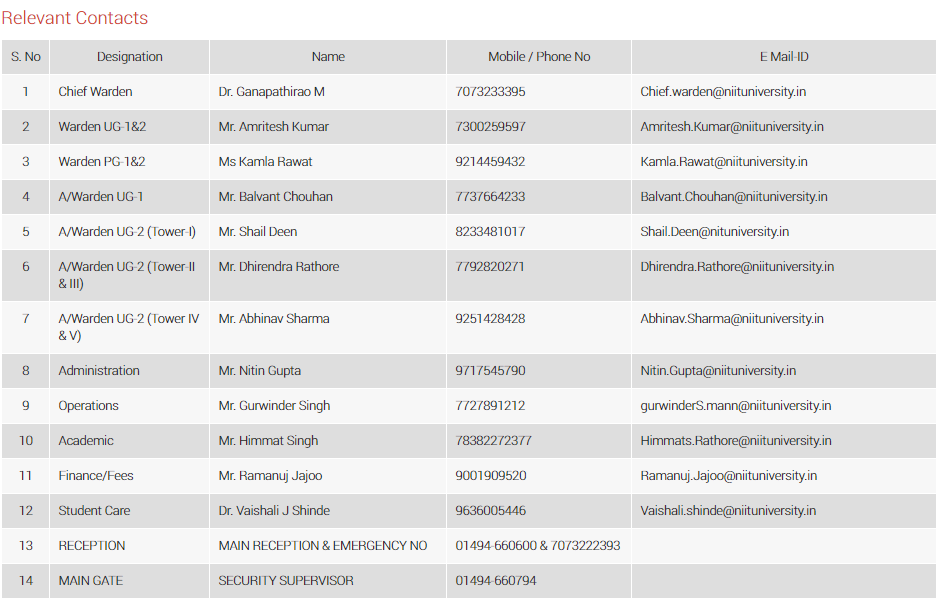 Relevant Contacts
S. No Designation Name Mobile / Phone No E Mail-ID
1 Chief Warden Dr. Ganapathirao M 7073233395 Chief.warden@niituniversity.in
2 Warden UG-1&2 Mr. Amritesh Kumar 7300259597 Amritesh.Kumar@niituniversity.in
3 Warden PG-1&2 Ms Kamla Rawat 9214459432 Kamla.Rawat@niituniversity.in
4 A/Warden UG-1 Mr. Balvant Chouhan 7737664233 Balvant.Chouhan@niituniversity.in
5 A/Warden UG-2 (Tower-I) Mr. Shail Deen 8233481017 Shail.Deen@nituniversity.in
6 A/Warden UG-2 (Tower-II Mr. Dhirendra Rathore 7792820271 Dhirendra.Rathore@niituniversity.in
& III)
7 A/Warden UG-2 (Tower IV Mr. Abhinav Sharma 9251428428 Abhinav.Sharma@niituniversity.in
& V)
8 Administration Mr. Nitin Gupta 9717545790 Nitin.Gupta@niituniversity.in
9 Operations Mr. Gurwinder Singh 7727891212 gurwinderS.mann@niituniversity.in
10 Academic Mr. Himmat Singh 78382272377 Himmats.Rathore@niituniversity.in
11 Finance/Fees Mr. Ramanuj Jajoo 9001909520 Ramanuj.Jajoo@niituniversity.in
12 Student Care Dr. Vaishali J Shinde 9636005446 Vaishali.shinde@niituniversity.in
13 RECEPTION MAIN RECEPTION & EMERGENCY NO 01494-660600 & 7073222393
14 MAIN GATE SECURITY SUPERVISOR 01494-660794